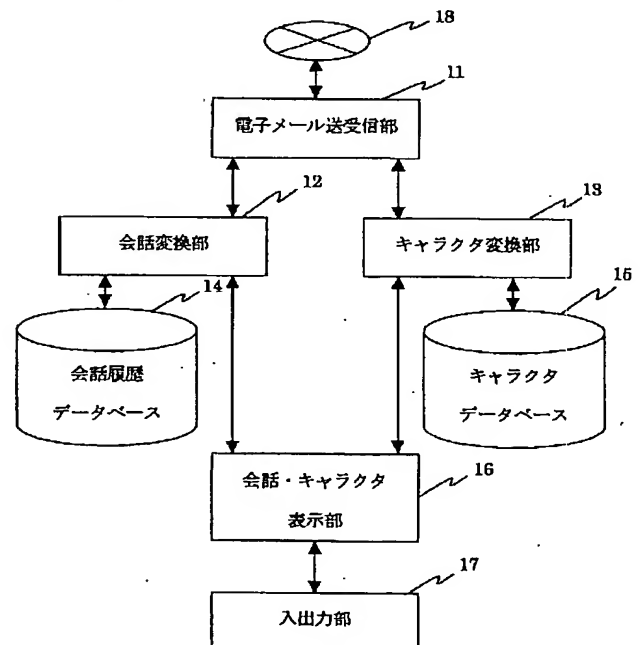 18
11
電子メール送受信部
12
13
会話変換部
キャラクタ変換部
14
15
会話履歴
データベース
キャラクタ
データベース
会話・キャラクタ
表示部
16
17
入出力部